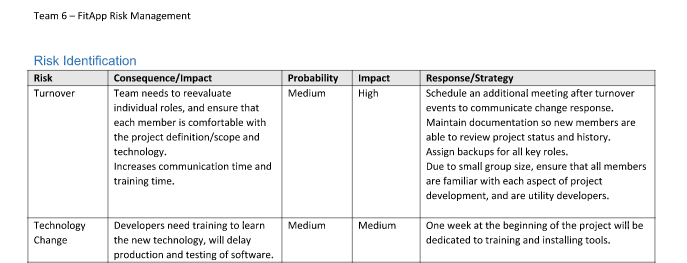 Team 6 – FitApp Risk Management
Risk Identification
Risk Consequence/Impact Probability Impact Response/Strategy
Turnover Team needs to reevaluate Medium High Schedule an additional meeting after turnover
individual roles, and ensure that events to communicate change response.
each member is comfortable with Maintain documentation so new members are
the project definition/scope and able to review project status and history.
technology. Assign backups for all key roles.
Increases communication time and Due to small group size, ensure that all members
training time. are familiar with each aspect of project
development, and are utility developers.
Technology Developers need training to learn Medium Medium One week at the beginning of the project will be
Change the new technology, will delay dedicated to training and installing tools.
production and testing of software.